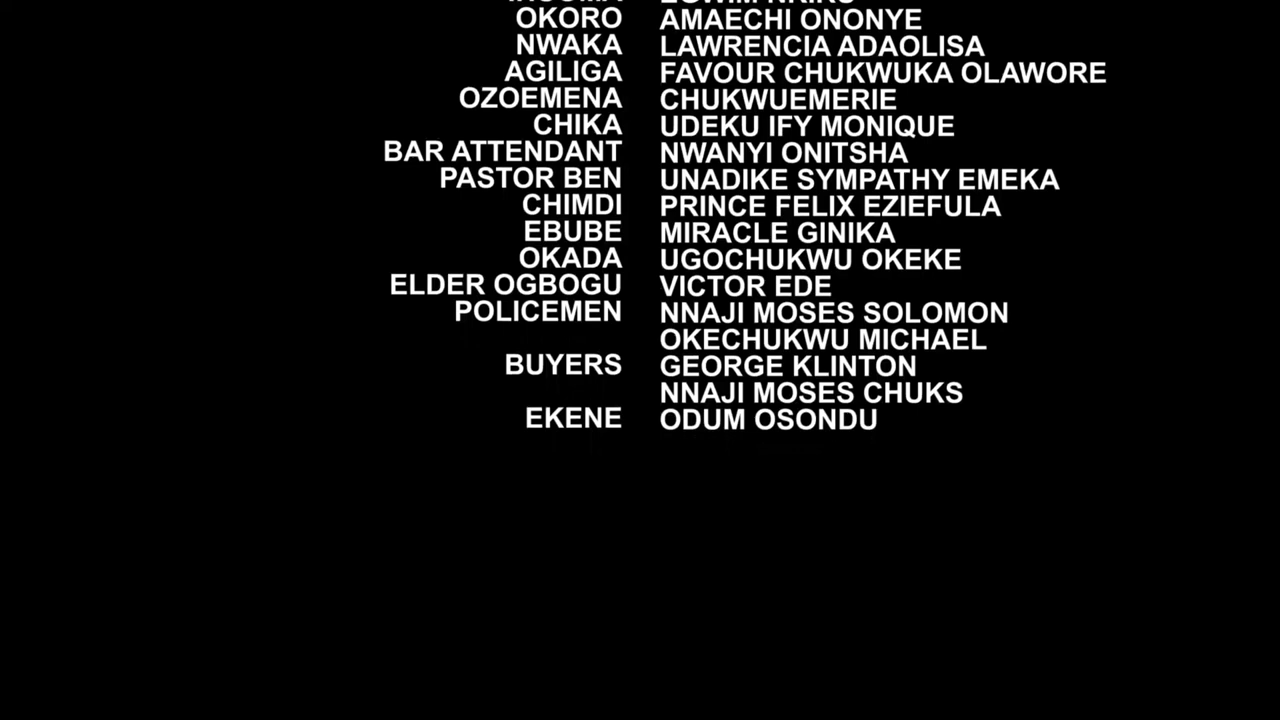 OKORO AMAECHI ONONYE
NWAKA LAWRENCIA ADAOLISA
AGILIGA FAVOUR CHUKWUKA OLAWORE
OZOEMENA CHUKWUEMERIE
CHIKA UDEKU IFY MONIQUE
BAR ATTENDANT NWANYI ONITSHA
PASTOR BEN UNADIKE SYMPATHY EMEKA
CHIMDI PRINCE FELIX EZIEFULA
EBUBE MIRACLE GINIKA
OKADA UGOCHUKWU OKEKE
ELDER OGBOGU VICTOR EDE
POLICEMEN NNAJI MOSES SOLOMON
OKECHUKWU MICHAEL
BUYERS GEORGE KLINTON
NNAJI MOSES CHUKS
EKENE ODUM OSONDU